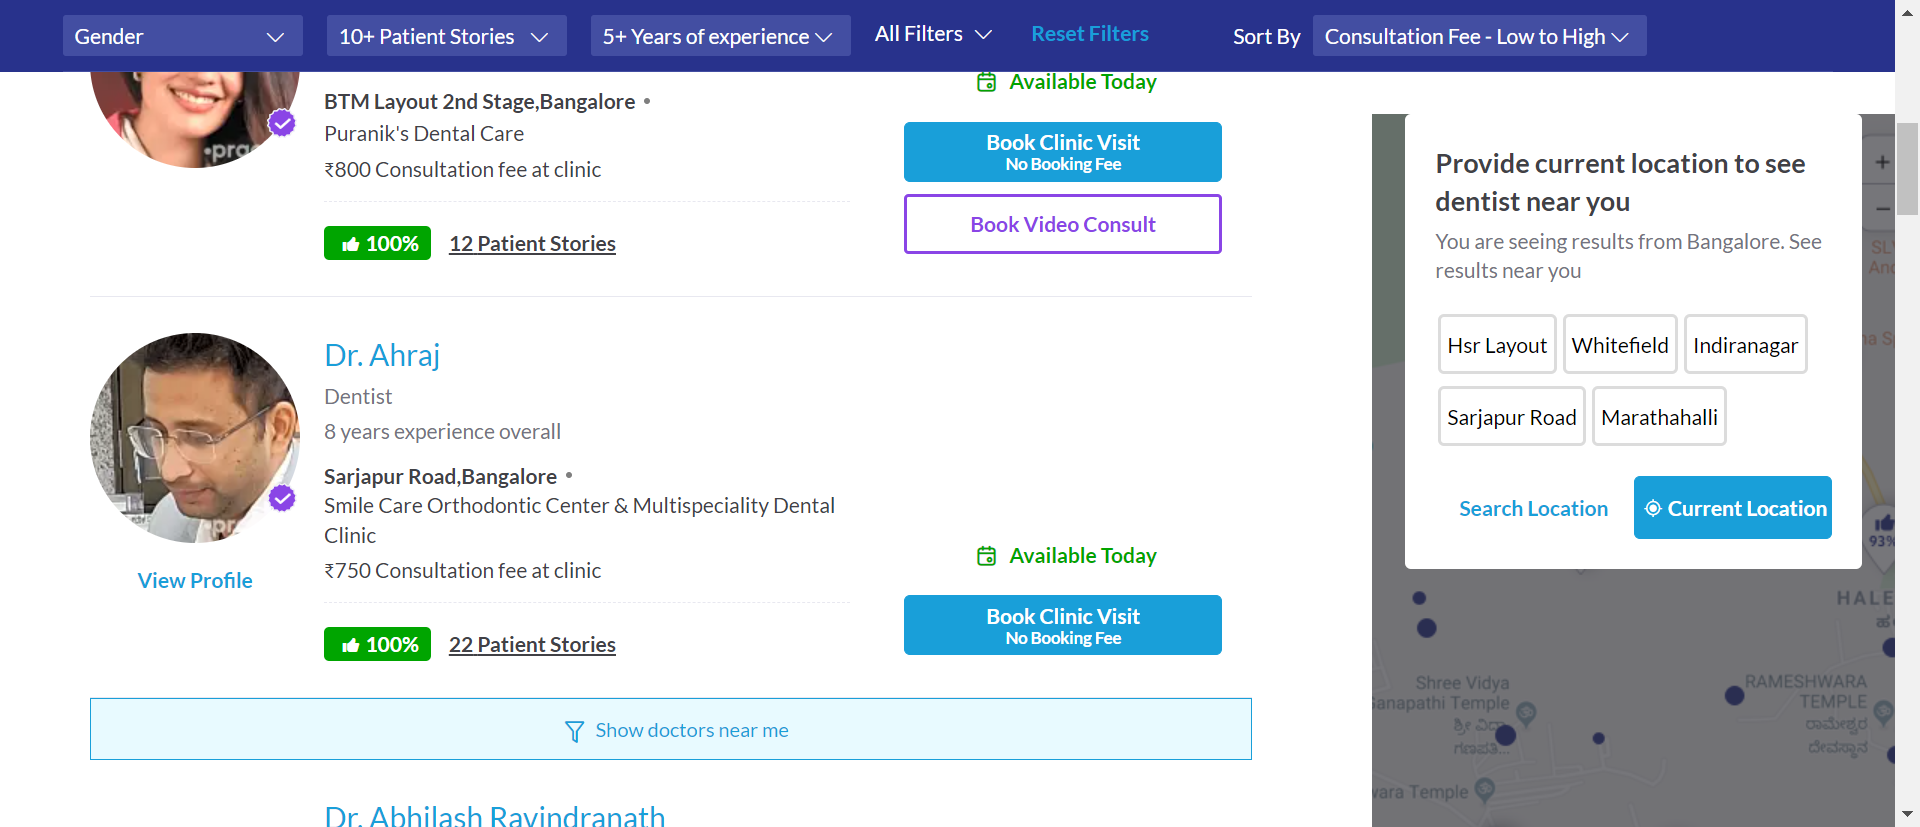 Gender
10+ Patient Stories
5+ Years of experience
All Filters
Reset Filters
Sort By
Consultation Fee - Low to High
BTM Layout 2nd Stage,Bangalore •
Puranik's Dental Care
₹800 Consultation fee at clinic
100%
12 Patient Stories
Available Today
Book Clinic Visit
No Booking Fee
Book Video Consult
Dr. Ahraj
Dentist
8 years experience overall
Sarjapur Road,Bangalore •
Smile Care Orthodontic Center & Multispeciality Dental
Clinic
₹750 Consultation fee at clinic
View Profile
100%
22 Patient Stories
Available Today
Book Clinic Visit
No Booking Fee
Show doctors near me
Dr. Abhilash Ravindranath
Provide current location to see
dentist near you
You are seeing results from Bangalore. See
results near you
Hsr Layout
Whitefield
Indiranagar
Sarjapur Road
Marathahalli
Search Location
Current Location
93%
HALE
Shree Vidya
Ganapathi Temple
ಶ್ರೀ ವಿದ್ಯಾ
ಗಣಪತಿ...
RAMESHWARA
TEMPLE
ರಾಮೇಶ್ವರ
ದೇವಸ್ಥಾನ
wara Temple